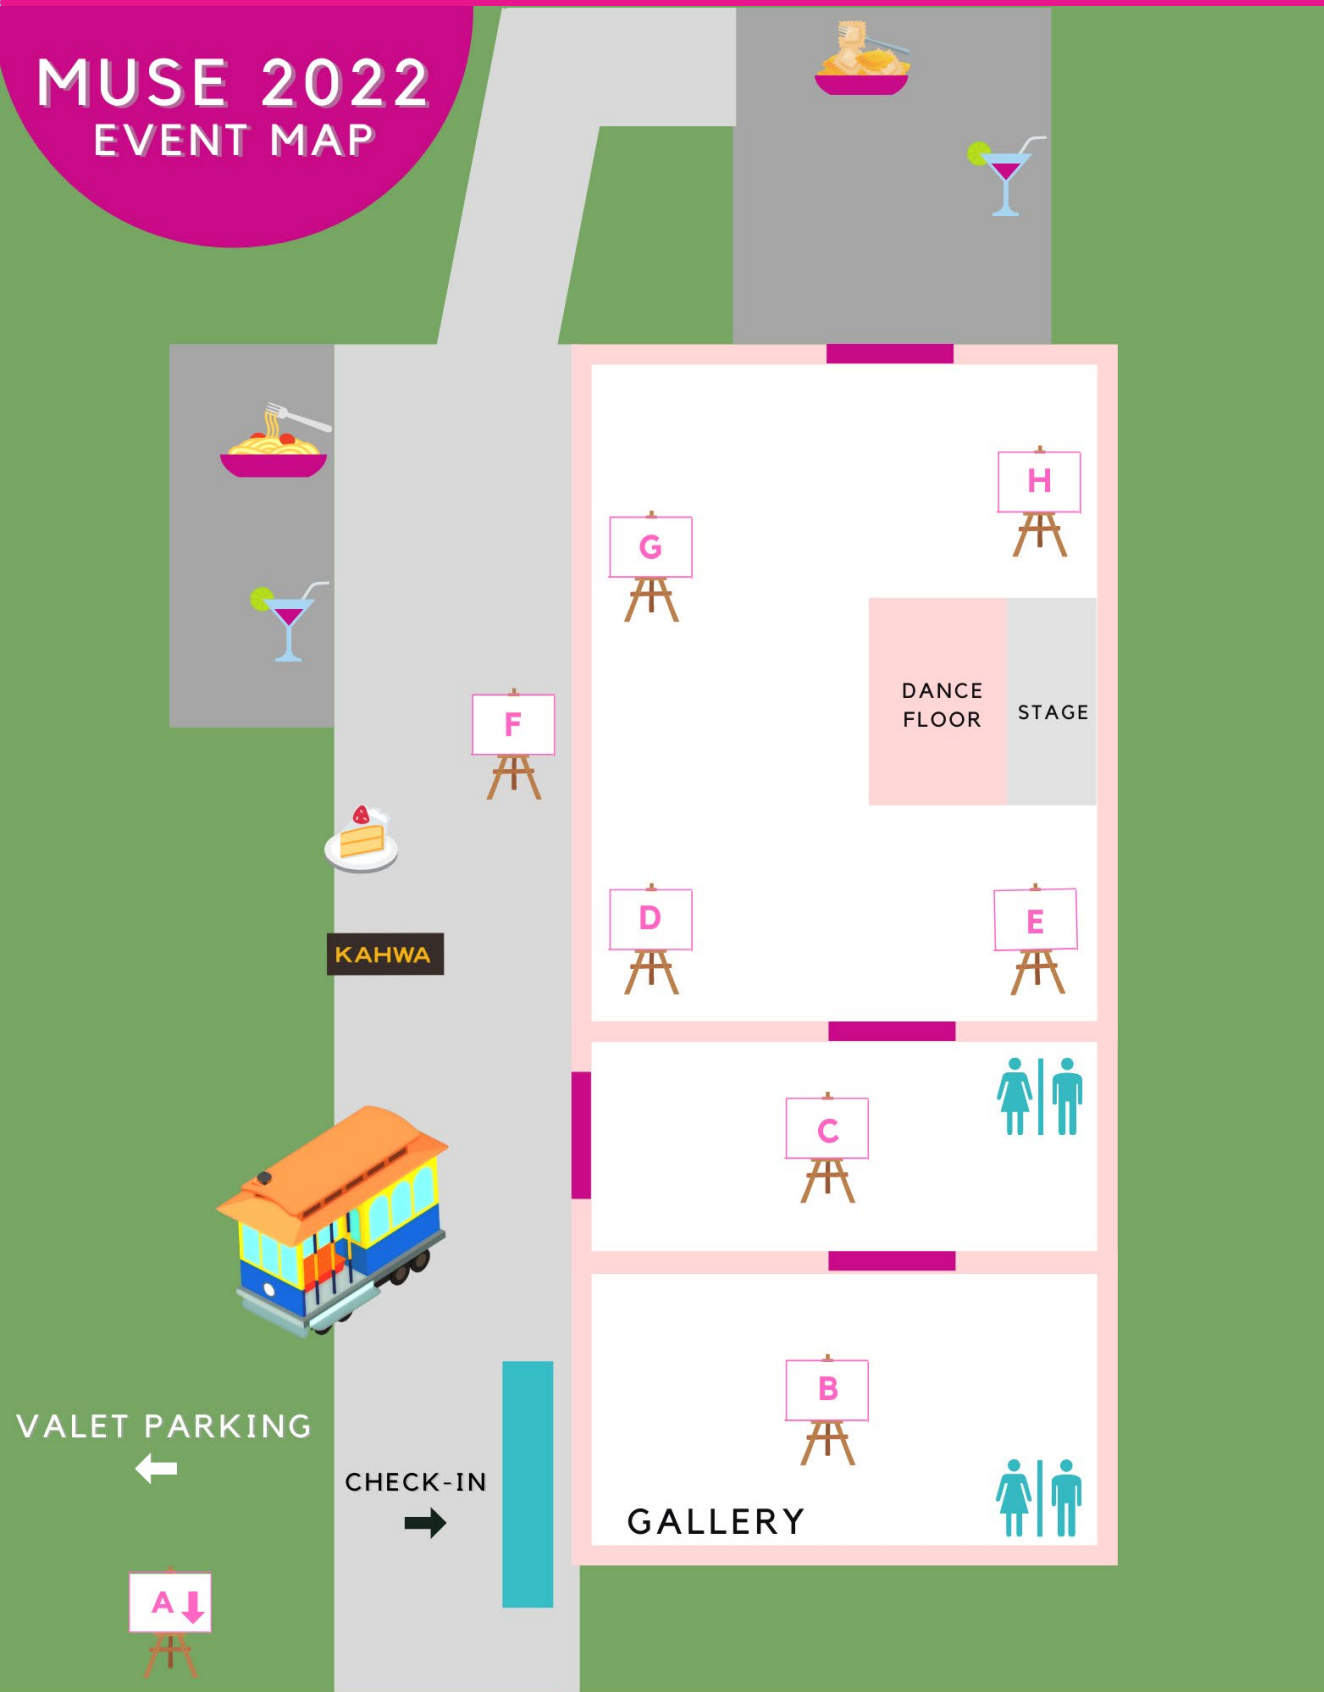 MUSE 2022
EVENT MAP
H
G
DANCE
FLOOR
STAGE
F
D
E
KAHWA
C
B
VALET PARKING
CHECK-IN
GALLERY
A